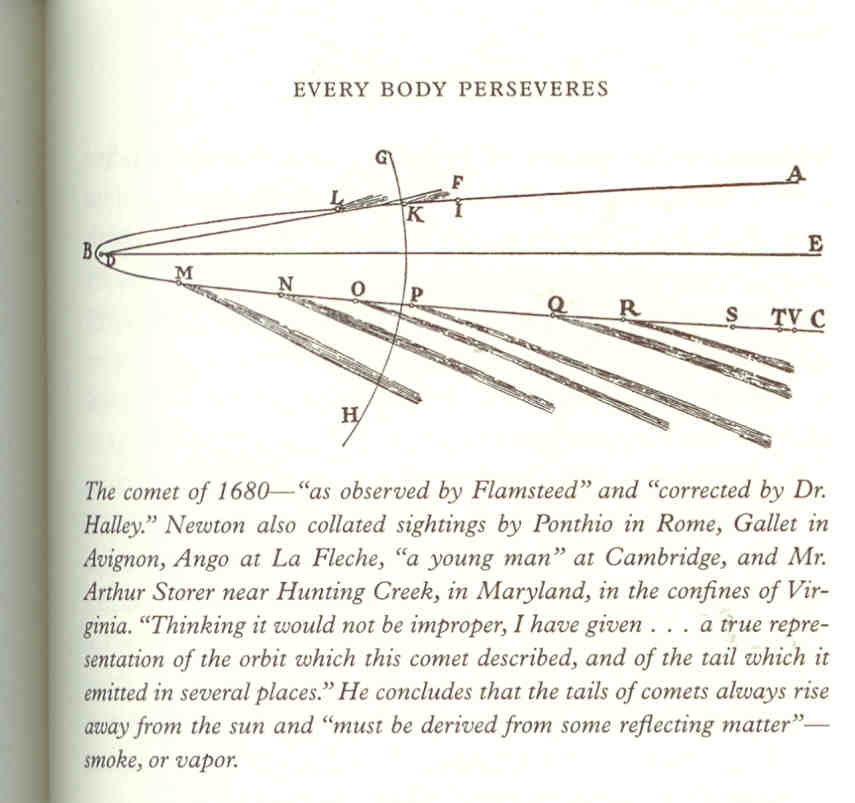 EVERY BODY PERSEVERES
G
L
F
A
K
I
B
D
E
M
N
O
P
Q
R
S
T V C
H
The comet of 1680—“as observed by Flamsteed” and “corrected by Dr.
Halley.” Newton also collated sightings by Ponthio in Rome, Gallet in
Avignon, Ango at La Fleche, “a young man” at Cambridge, and Mr.
Arthur Storer near Hunting Creek, in Maryland, in the confines of Vir-
ginia. “Thinking it would not be improper, I have given . . . a true repre-
sentation of the orbit which this comet described, and of the tail which it
emitted in several places.” He concludes that the tails of comets always rise
away from the sun and “must be derived from some reflecting matter”—
smoke, or vapor.